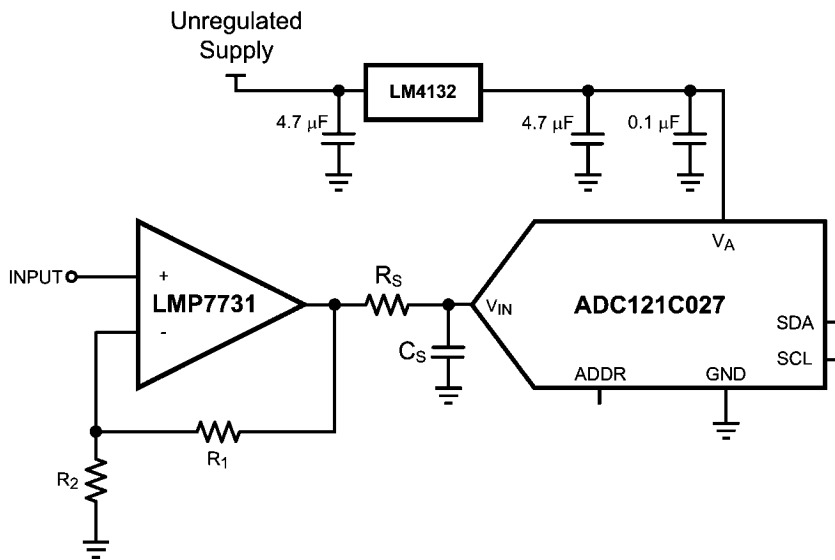 Unregulated
Supply
LM4132
4.7 μF
4.7 μF
0.1 μF
VA
INPUT
+
-
LMP7731
RS
VIN
ADC121C027
SDA
SCL
CS
ADDR
GND
R1
R2